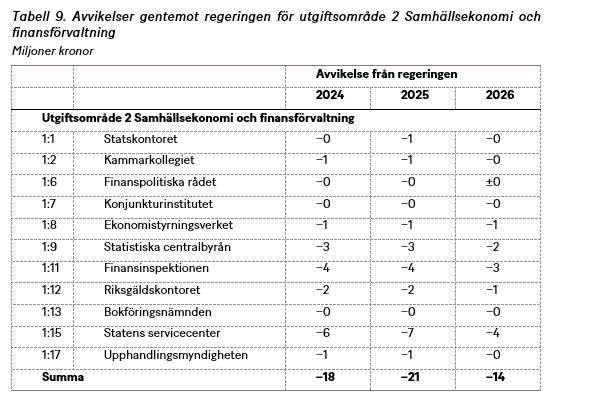 Tabell 9. Avvikelser gentemot regeringen för utgiftsområde 2 Samhällsekonomi och
finansförvaltning
Miljoner kronor
Avvikelse från regeringen
2024 2025 2026
Utgiftsområde 2 Samhällsekonomi och finansförvaltning
1:1 Statskontoret −0 −1 −0
1:2 Kammarkollegiet −1 −1 −0
1:6 Finanspolitiska rådet −0 −0 ±0
1:7 Konjunkturinstitutet −0 −0 −0
1:8 Ekonomistyrningsverket −1 −1 −1
1:9 Statistiska centralbyrån −3 −3 −2
1:11 Finansinspektionen −4 −4 −3
1:12 Riksgäldskontoret −2 −2 −1
1:13 Bokföringsnämnden −0 −0 −0
1:15 Statens servicecenter −6 −7 −4
1:17 Upphandlingsmyndigheten −1 −1 −0
Summa −18 −21 −14